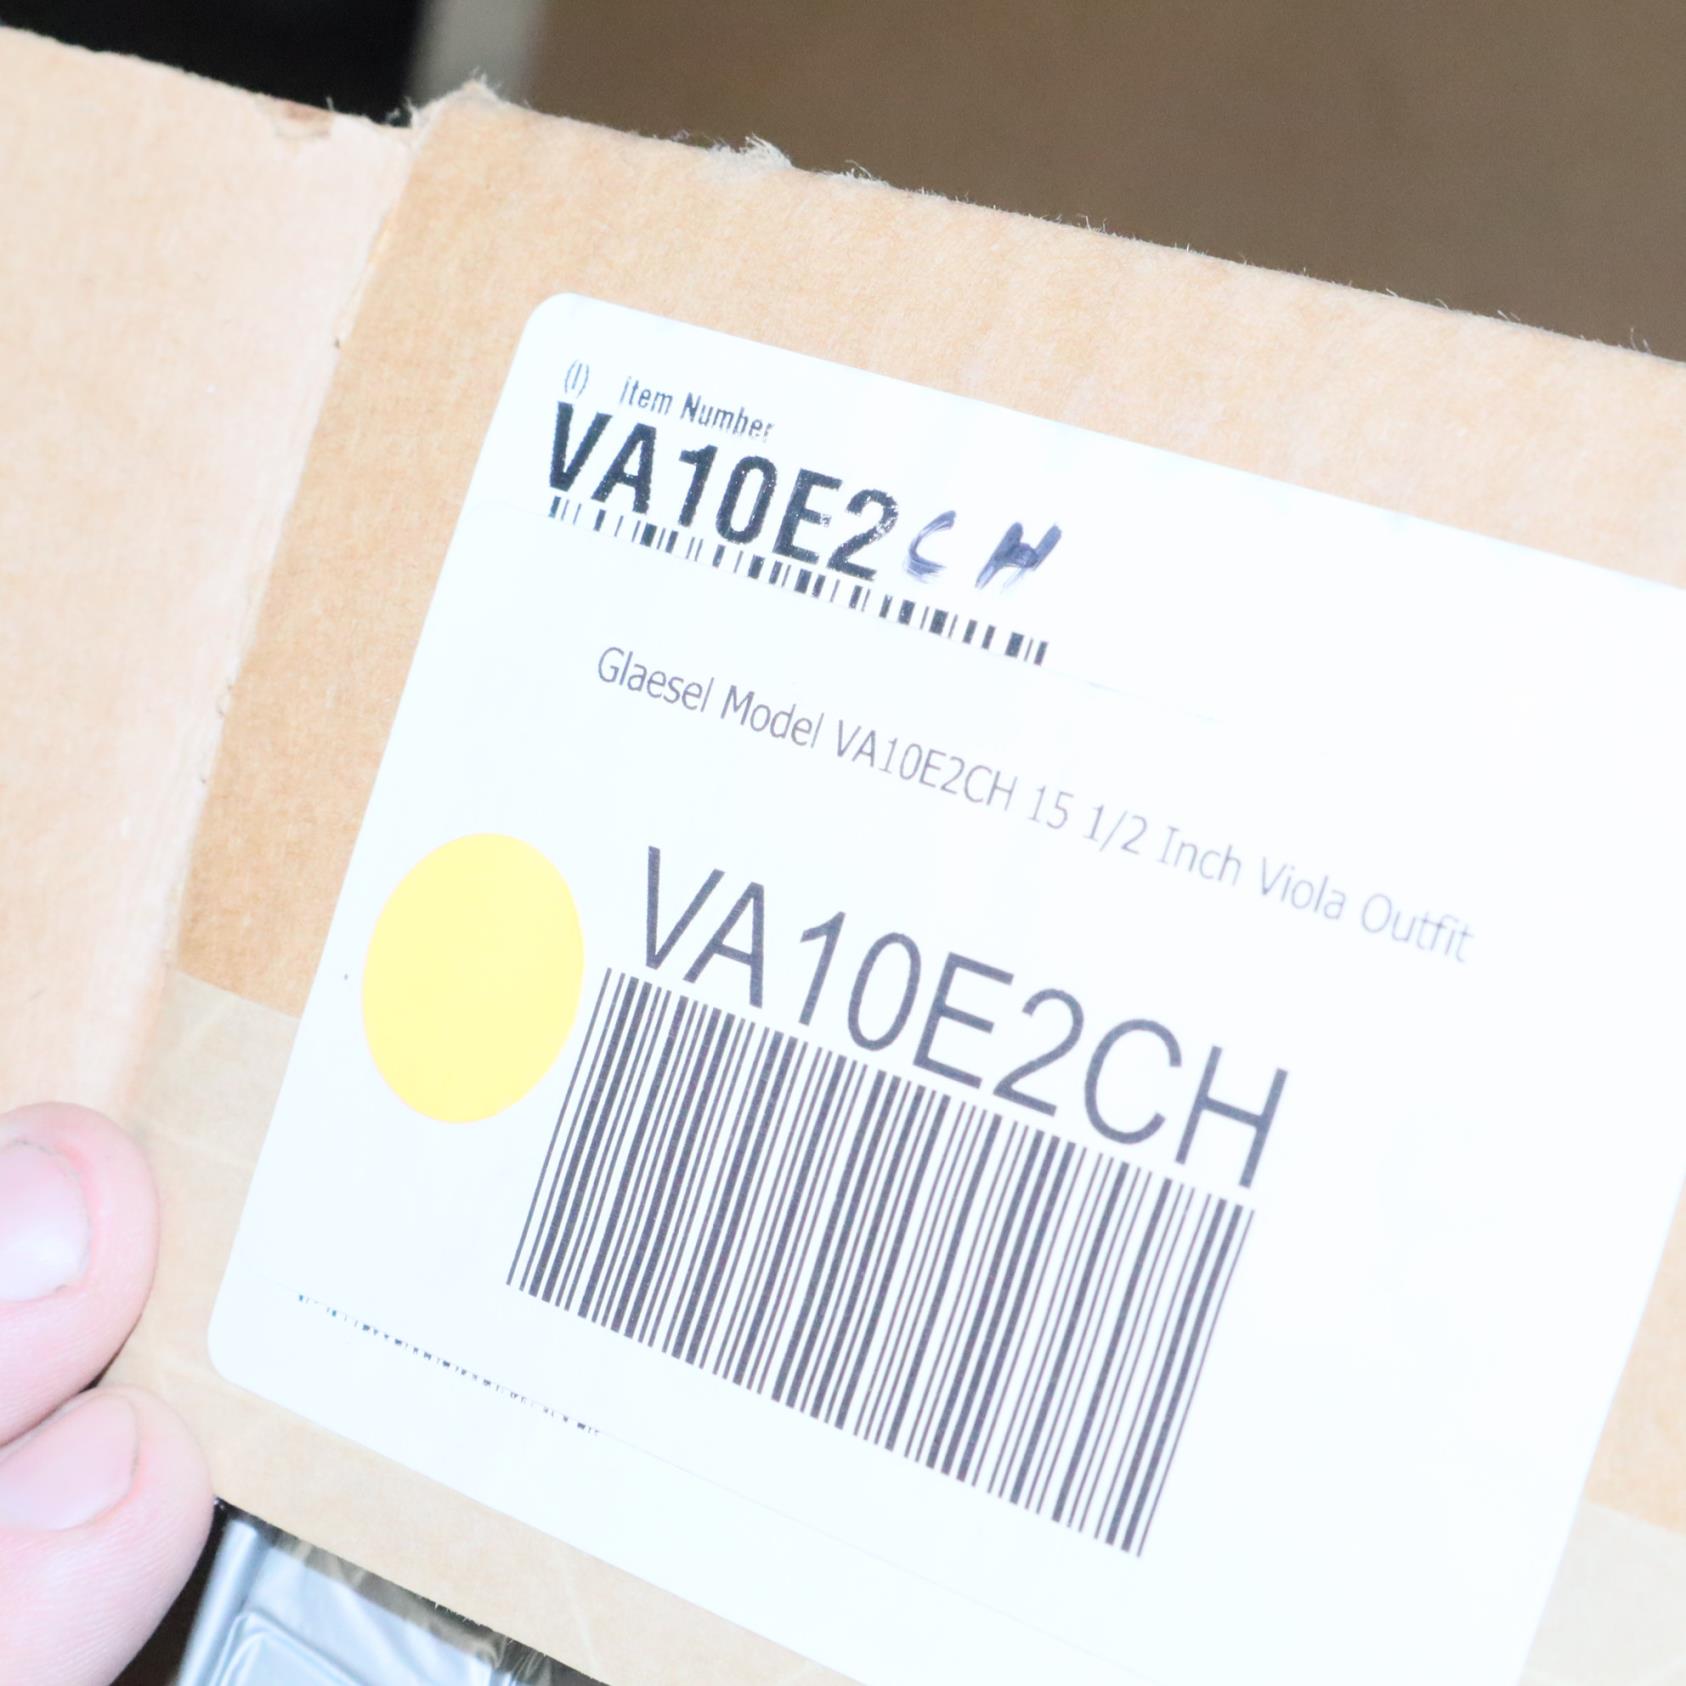 (I) Item Number
VA10E2CH
Glaesel Model VA10E2CH 15 1/2 Inch Viola Outfit
VA10E2CH